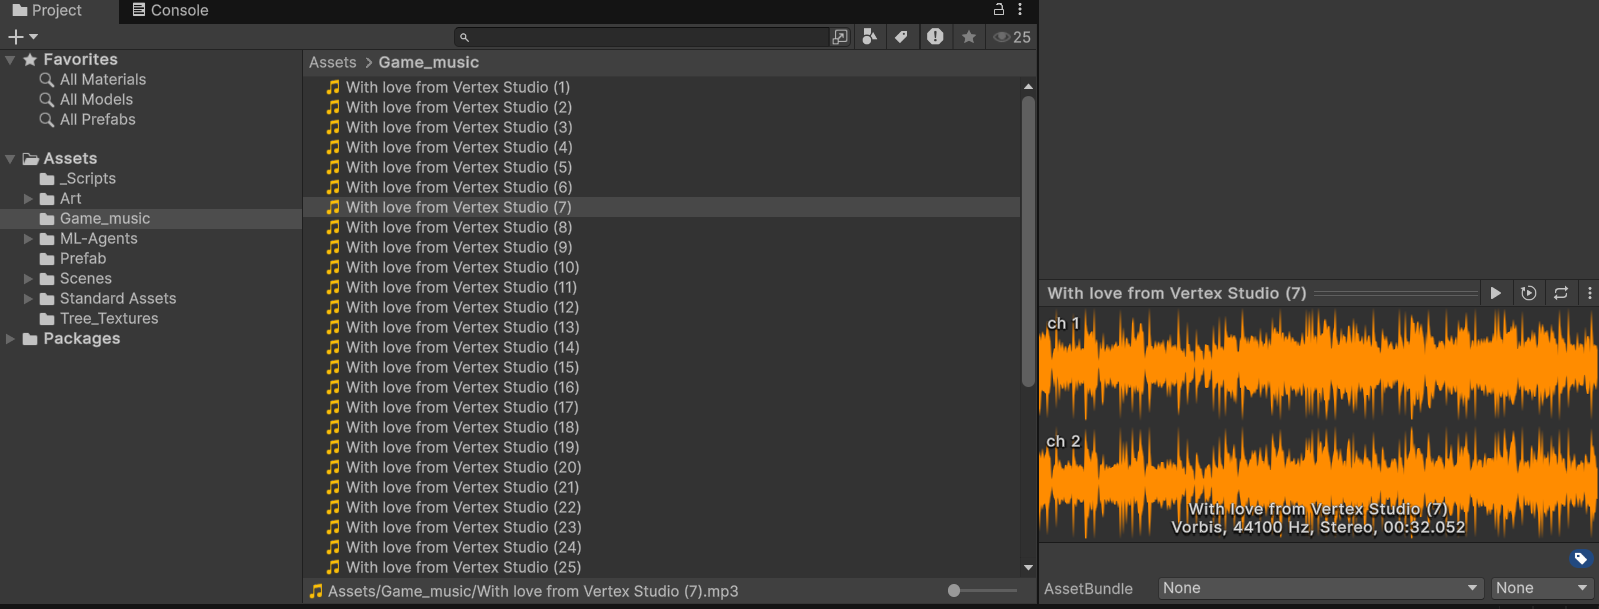 Project
Console
25
Favorites
All Materials
All Models
All Prefabs
Assets
_Scripts
Art
Game_music
ML-Agents
Prefab
Scenes
Standard Assets
Tree_Textures
Packages
Assets > Game_music
With love from Vertex Studio (1)
With love from Vertex Studio (2)
With love from Vertex Studio (3)
With love from Vertex Studio (4)
With love from Vertex Studio (5)
With love from Vertex Studio (6)
With love from Vertex Studio (7)
With love from Vertex Studio (8)
With love from Vertex Studio (9)
With love from Vertex Studio (10)
With love from Vertex Studio (11)
With love from Vertex Studio (12)
With love from Vertex Studio (13)
With love from Vertex Studio (14)
With love from Vertex Studio (15)
With love from Vertex Studio (16)
With love from Vertex Studio (17)
With love from Vertex Studio (18)
With love from Vertex Studio (19)
With love from Vertex Studio (20)
With love from Vertex Studio (21)
With love from Vertex Studio (22)
With love from Vertex Studio (23)
With love from Vertex Studio (24)
With love from Vertex Studio (25)
Assets/Game_music/With love from Vertex Studio (7).mp3
With love from Vertex Studio (7)
ch 1
ch 2
With love from Vertex Studio (7)
Vorbis, 44100 Hz, Stereo, 00:32.052
AssetBundle None None